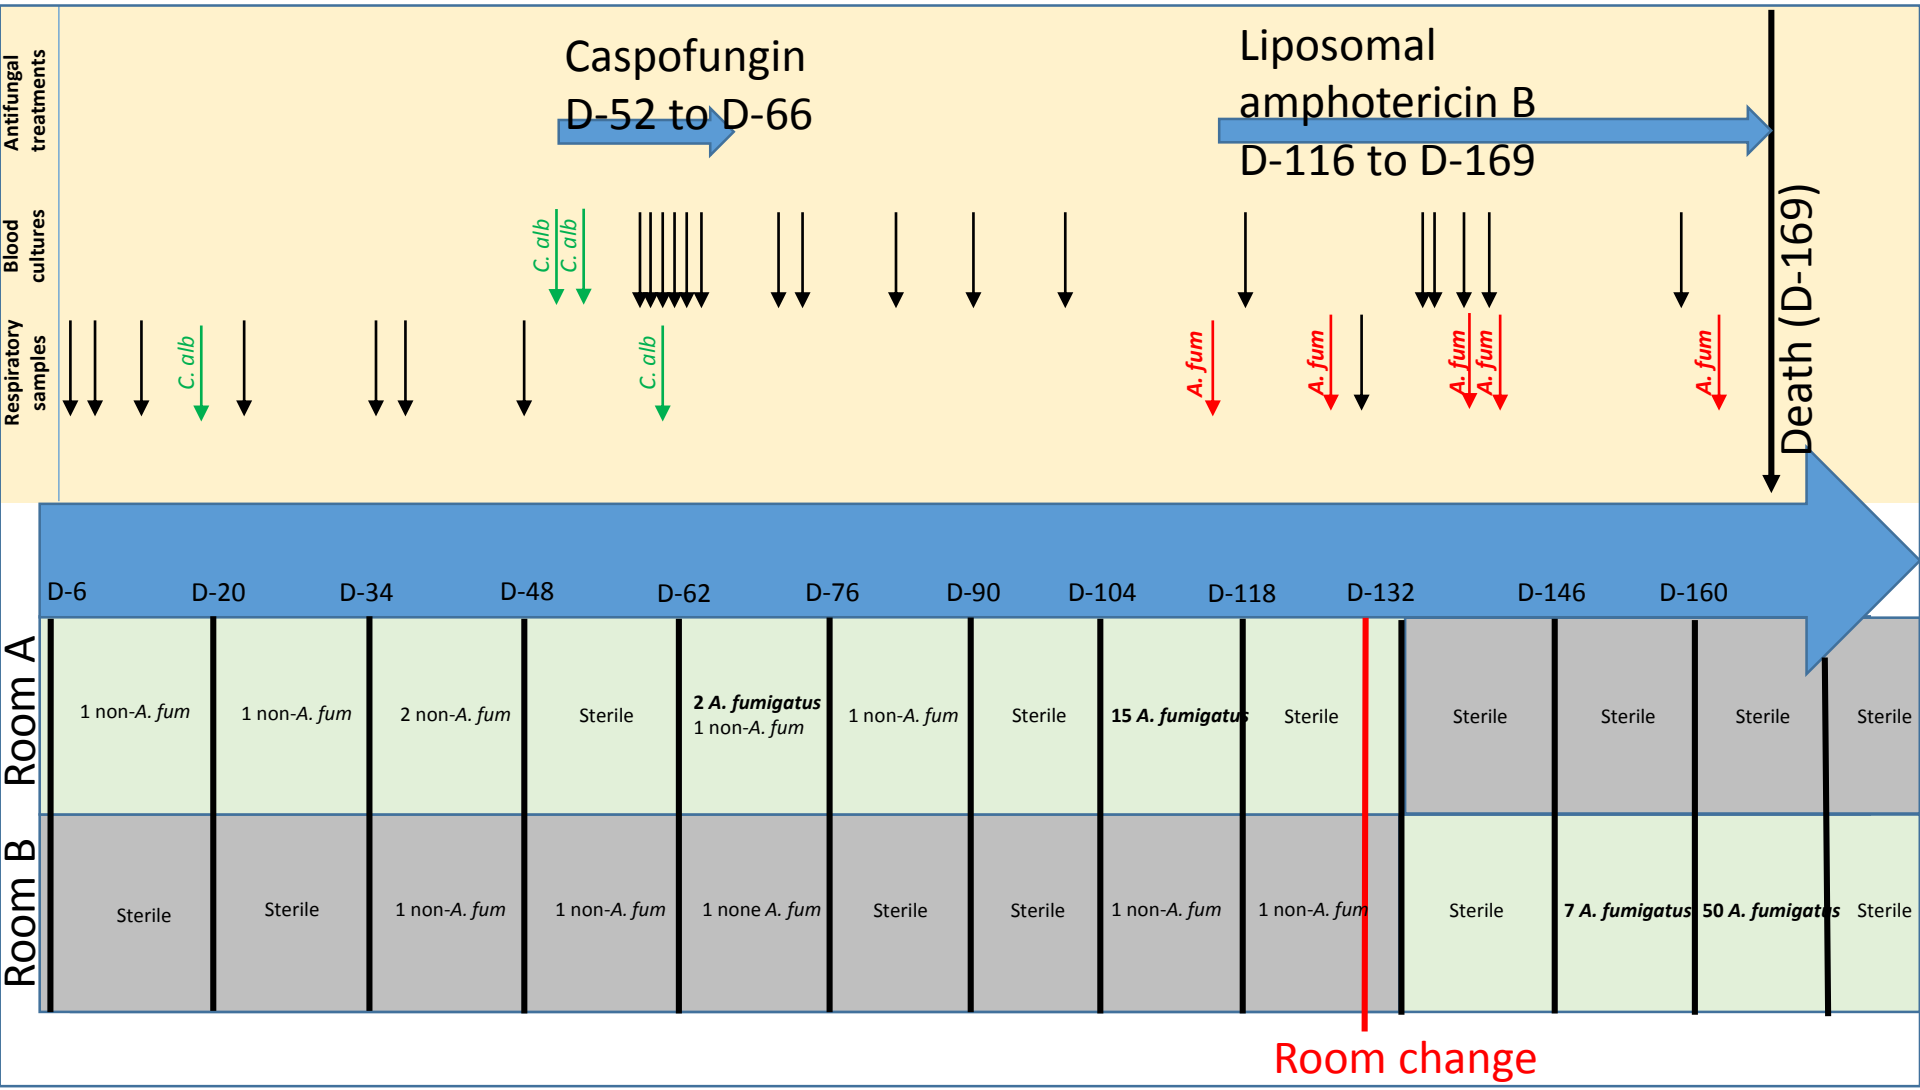 Antifungal
treatments
Caspofungin
D-52 to D-66
Liposomal
amphotericin B
D-116 to D-169
Blood
cultures
C. alb
C. alb
Respiratory
samples
C. alb
C. alb
A. fum
A. fum
A. fum
A. fum
A. fum
Death (D-169)
D-6 D-20 D-34 D-48 D-62 D-76 D-90 D-104 D-118 D-132 D-146 D-160
Room A
1 non-A. fum
1 non-A. fum
2 non-A. fum
Sterile
2 A. fumigatus
1 non-A. fum
1 non-A. fum
Sterile
15 A. fumigatus
Sterile
Sterile
Sterile
Sterile
Sterile
Room B
Sterile
Sterile
1 non-A. fum
1 non-A. fum
1 none A. fum
Sterile
Sterile
1 non-A. fum
1 non-A. fum
Sterile
7 A. fumigatus
50 A. fumigatus
Sterile
Room change